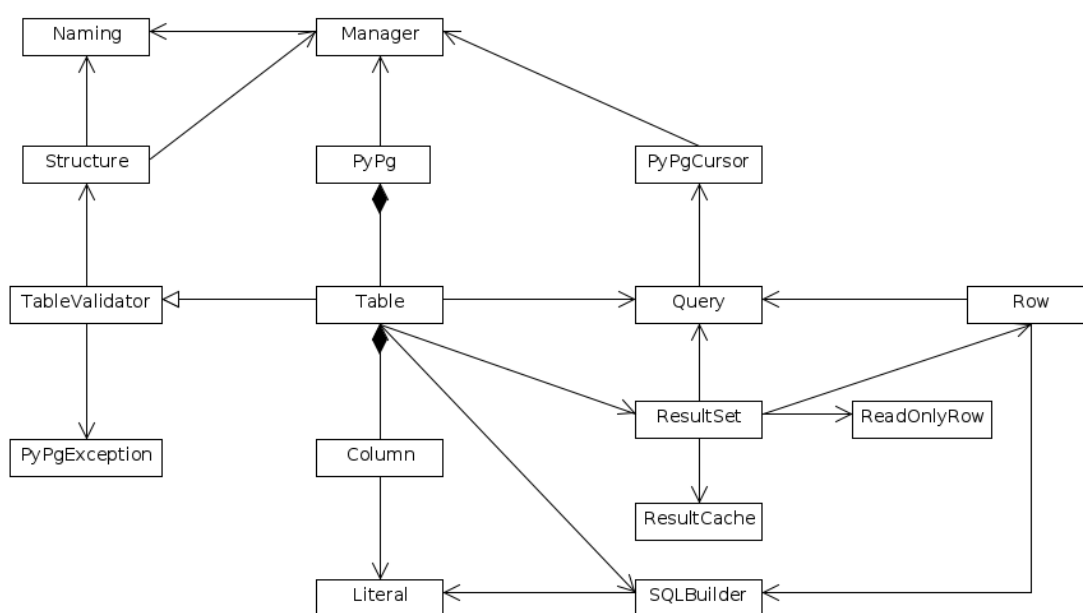 Naming
Manager
Structure
PyPg
PyPgCursor
TableValidator
Table
Query
Row
ResultSet
ReadOnlyRow
PyPgException
Column
ResultCache
Literal
SQLBuilder